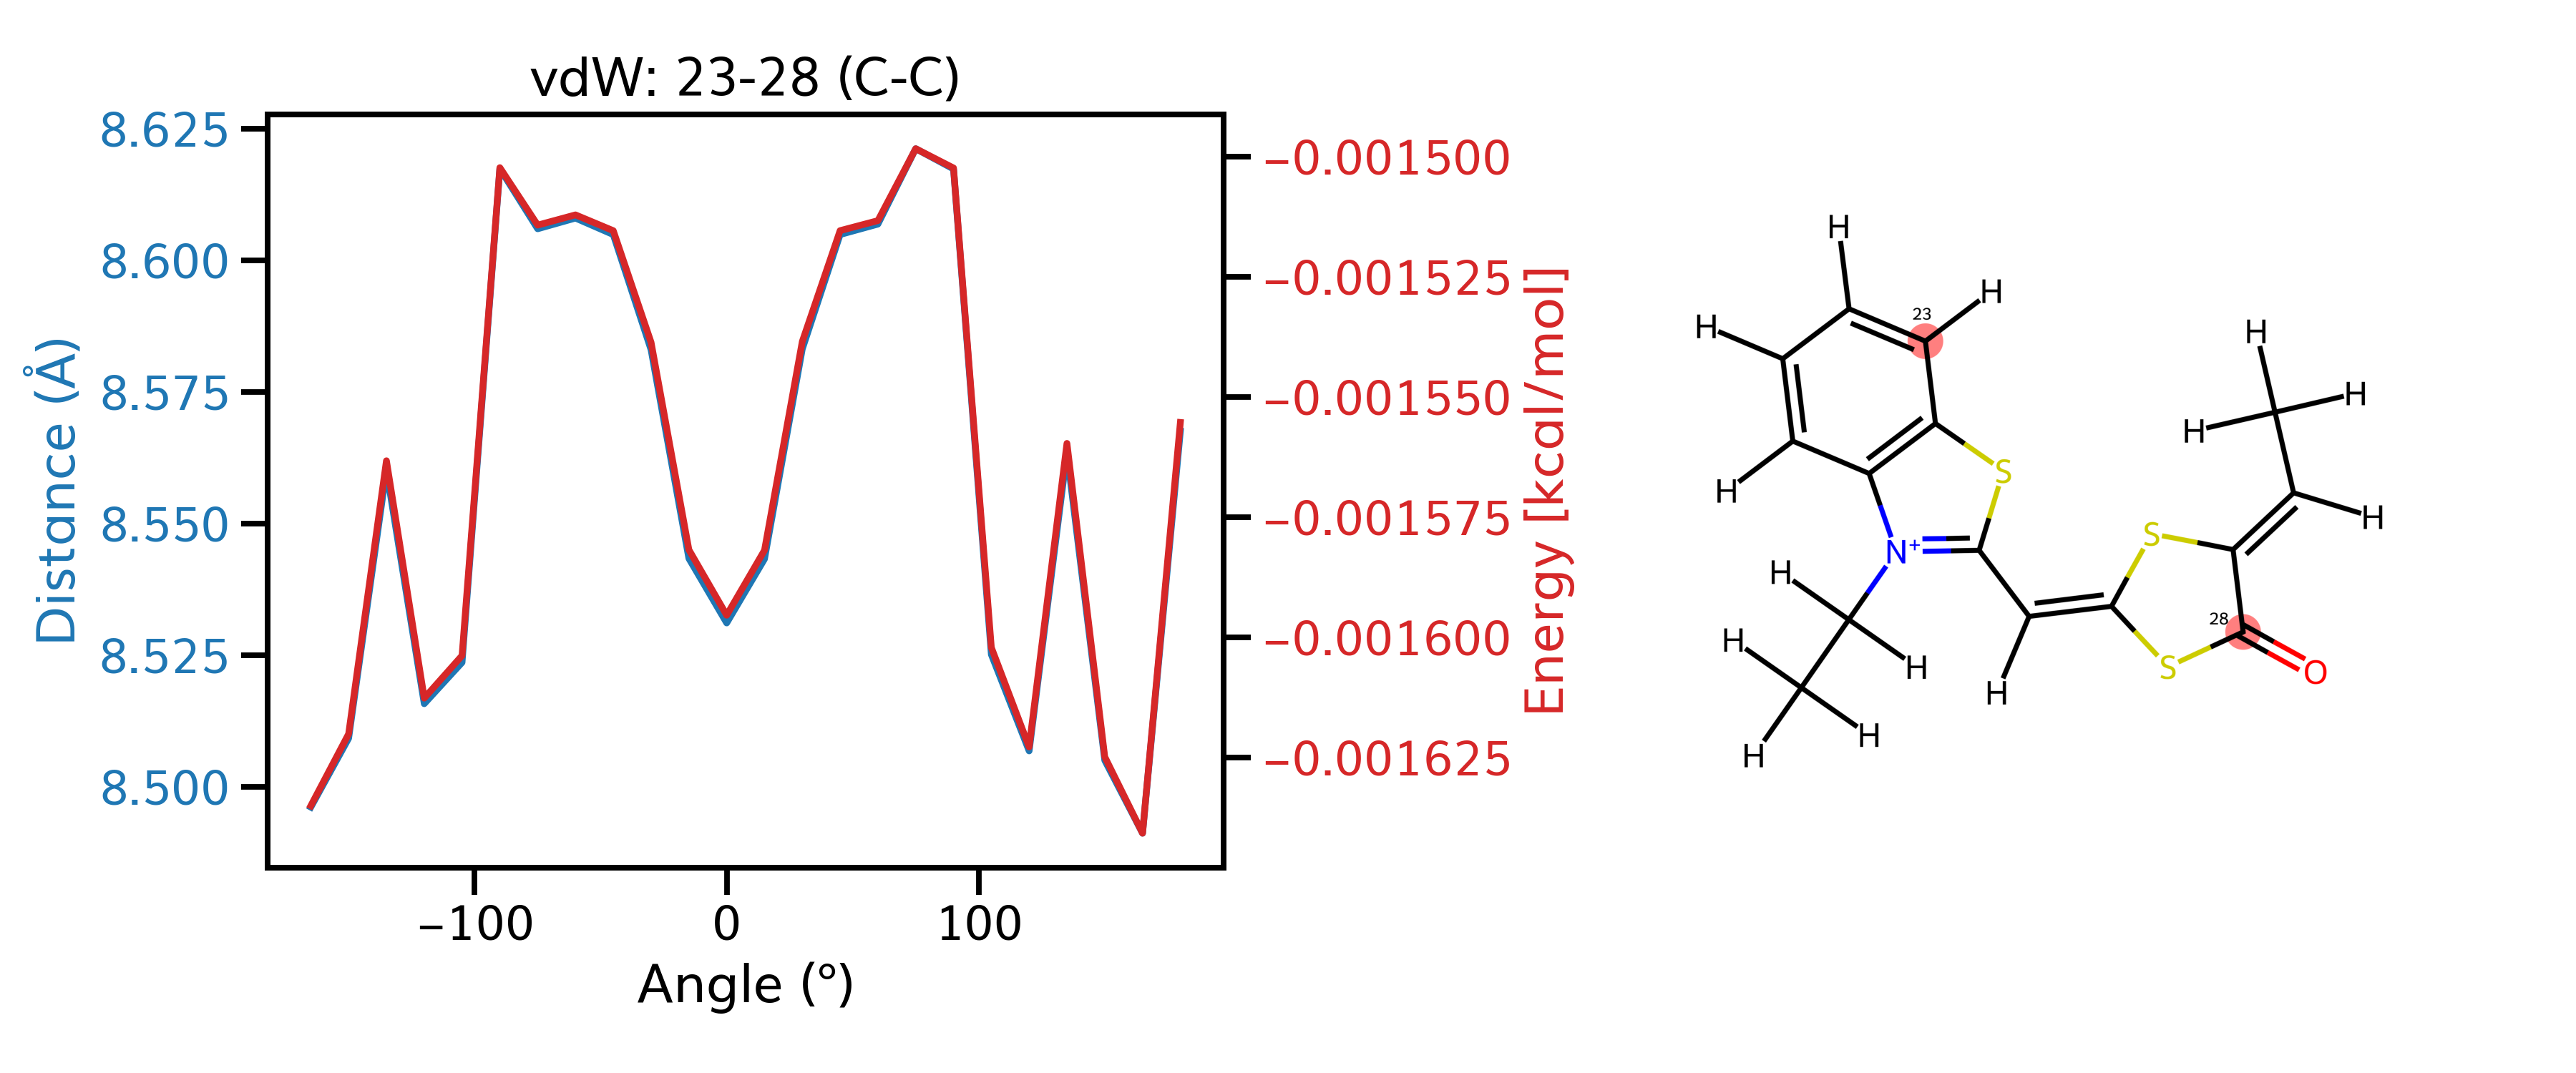 vdW: 23-28 (C-C)
8.625
8.600
8.575
8.550
8.525
8.500
Distance (Å)
−0.001500
−0.001525
−0.001550
−0.001575
−0.001600
−0.001625
Energy [kcal/mol]
−100 0 100
Angle (°)
H
H
23
H
H
H
H
S
H
H
S
N+
H
H
28
H
H
S
O
H
H
H